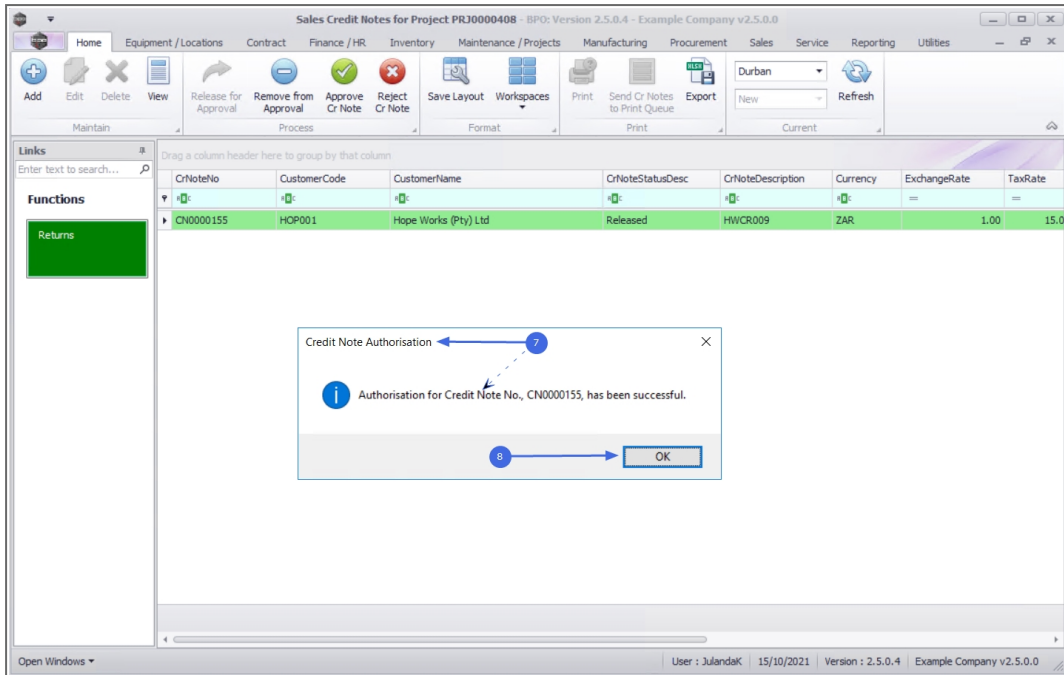 Sales Credit Notes for Project PRJ0000408 - BPO: Version 2.5.0.4 - Example Company v2.5.0.0
Home Equipment / Locations Contract Finance / HR Inventory Maintenance / Projects Manufacturing Procurement Sales Service Reporting Utilities
Add Edit Delete View Release for Approval Remove from Approval Approve Cr Note Reject Cr Note Save Layout Workspaces Print Send Cr Notes to Print Queue Export Durban New Refresh
Maintain Process Format Print Current
Links
Enter text to search...
Functions
Returns
Drag a column header here to group by that column
CrNoteNo CustomerCode CustomerName CrNoteStatusDesc CrNoteDescription Currency ExchangeRate TaxRate
= =
CN0000155 HOP001 Hope Works (Pty) Ltd Released HWCR009 ZAR 1.00 15.0
Credit Note Authorisation 7
Authorisation for Credit Note No., CN0000155, has been successful.
8 OK
Open Windows User : JulandaK 15/10/2021 Version : 2.5.0.4 Example Company v2.5.0.0